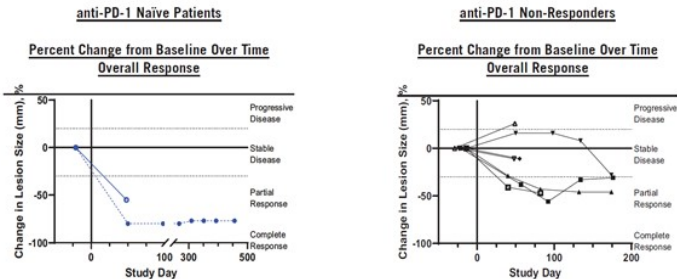 anti-PD-1 Naïve Patients
Percent Change from Baseline Over Time
Overall Response
Change in Lesion Size (mm), %
50
0
-50
-100
Progressive
Disease
Stable
Disease
Partial
Response
Complete
Response
0
100
300
450
Study Day
anti-PD-1 Non-Responders
Percent Change from Baseline Over Time
Overall Response
Change in Lesion Size (mm), %
50
0
-50
-100
Progressive
Disease
Stable
Disease
Partial
Response
Complete
Response
0
100
200
Study Day